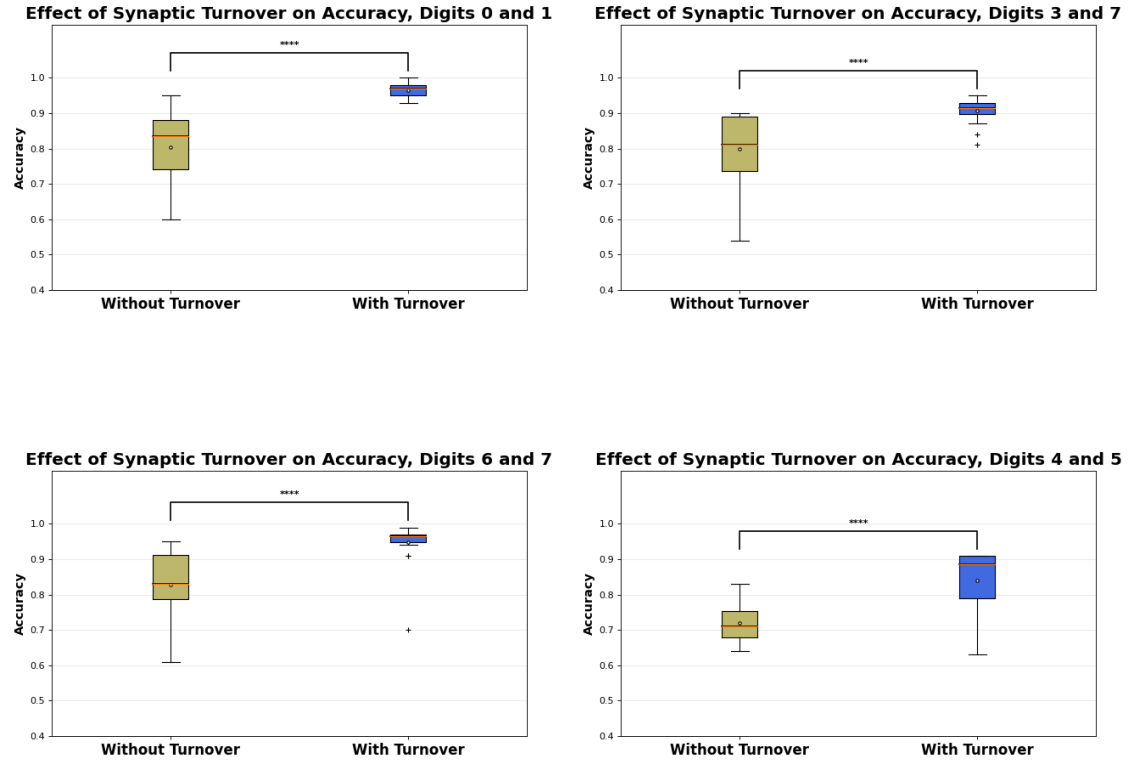 Effect of Synaptic Turnover on Accuracy, Digits 0 and 1
****
1.0
0.9
0.8
0.7
0.6
0.5
0.4
Accuracy
Without Turnover
With Turnover
Effect of Synaptic Turnover on Accuracy, Digits 3 and 7
****
1.0
0.9
0.8
0.7
0.6
0.5
0.4
Accuracy
Without Turnover
With Turnover
Effect of Synaptic Turnover on Accuracy, Digits 6 and 7
****
1.0
0.9
0.8
0.7
0.6
0.5
0.4
Accuracy
Without Turnover
With Turnover
Effect of Synaptic Turnover on Accuracy, Digits 4 and 5
****
1.0
0.9
0.8
0.7
0.6
0.5
0.4
Accuracy
Without Turnover
With Turnover